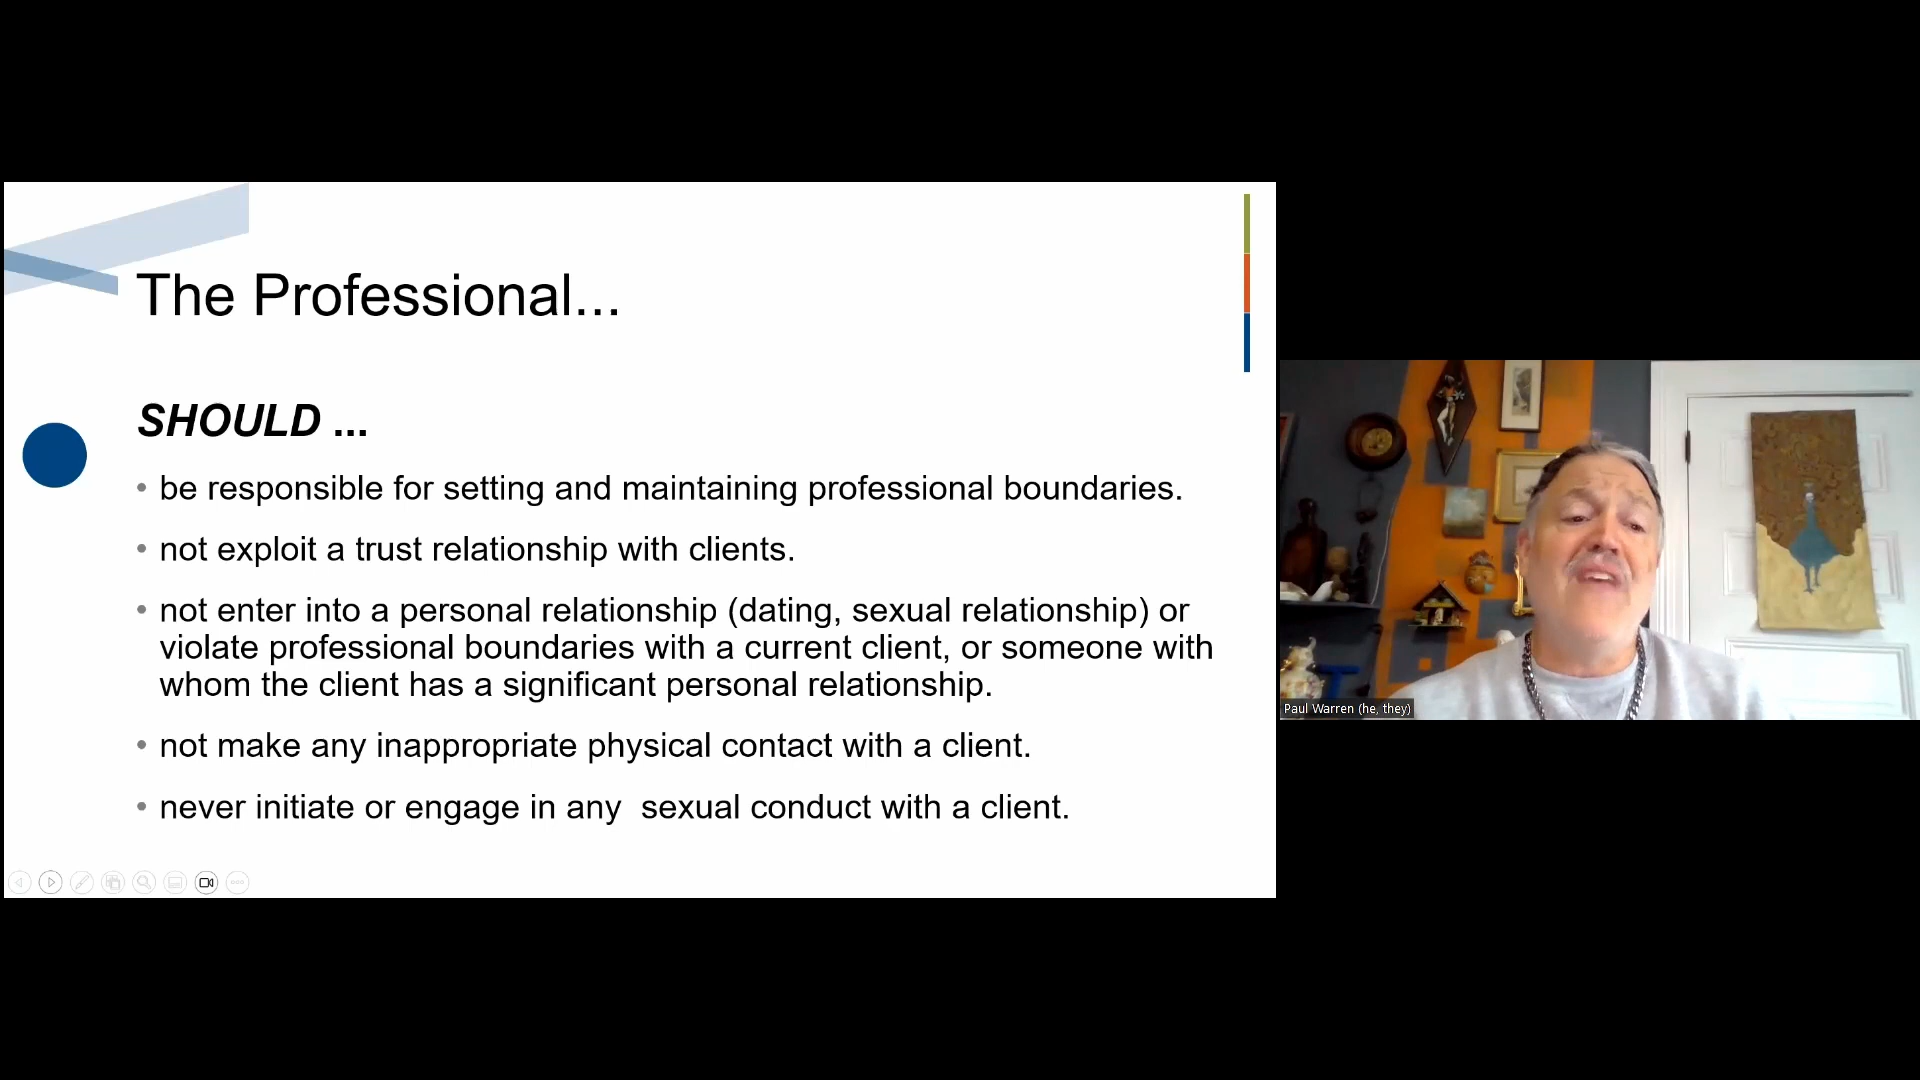 The Professional...
SHOULD ...
• be responsible for setting and maintaining professional boundaries.
• not exploit a trust relationship with clients.
• not enter into a personal relationship (dating, sexual relationship) or
violate professional boundaries with a current client, or someone with
whom the client has a significant personal relationship.
• not make any inappropriate physical contact with a client.
• never initiate or engage in any  sexual conduct with a client.
Paul Warren (he, they)